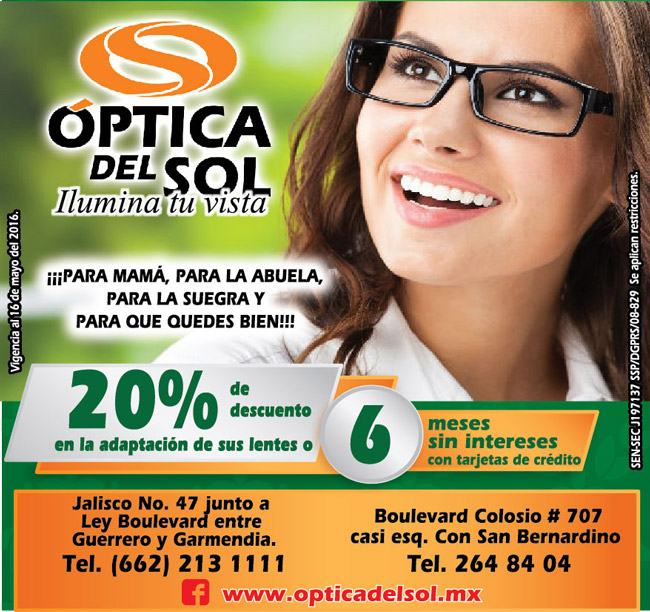 ÓPTICA
DEL SOL
Ilumina tu vista
Vigencia al 16 de mayo del 2016.
¡¡¡PARA MAMÁ, PARA LA ABUELA,
PARA LA SUEGRA Y
PARA QUE QUEDES BIEN!!!
20% de descuento
en la adaptación de sus lentes o
6 meses
sin intereses
con tarjetas de crédito
SEN-SEC J197137 SSP/DGPRS/08-829 Se aplican restricciones.
Jalisco No. 47 junto a
Ley Boulevard entre
Guerrero y Garmendia.
Tel. (662) 213 1111
Boulevard Colosio # 707
casi esq. Con San Bernardino
Tel. 264 84 04
f www.opticadelsol.mx